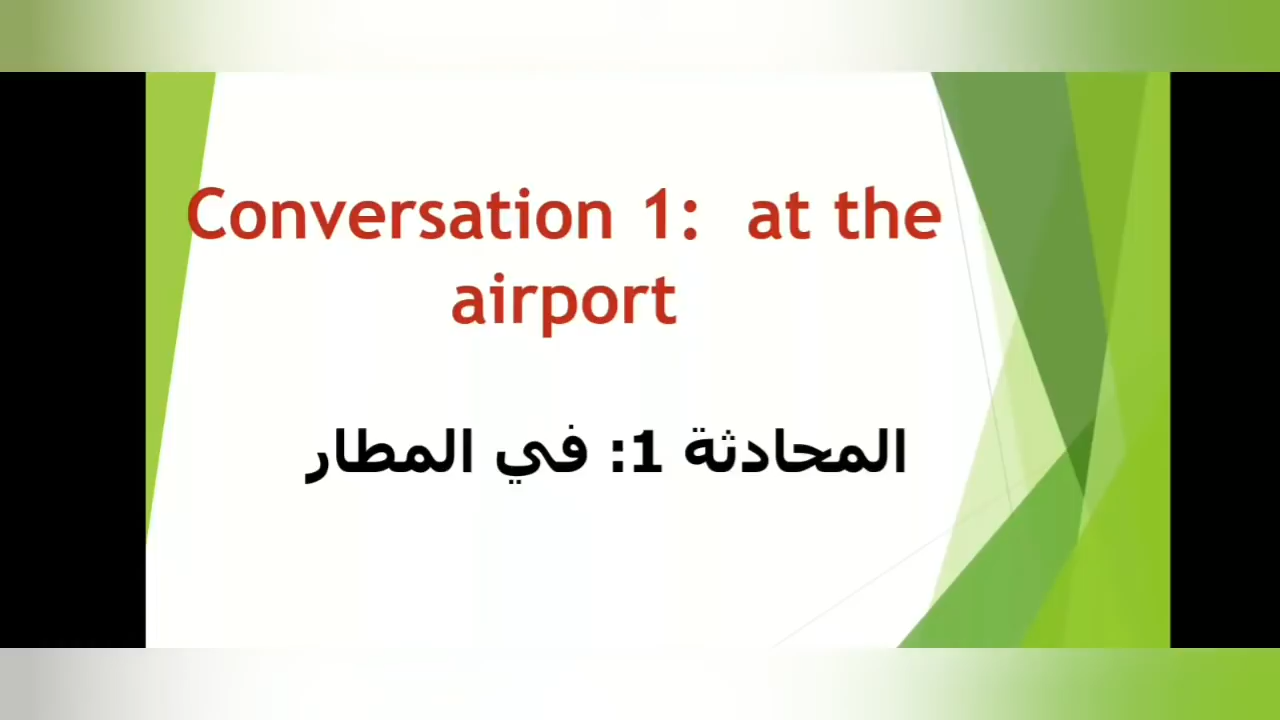 Conversation 1:  at the
airport
المحادثة 1: في المطار